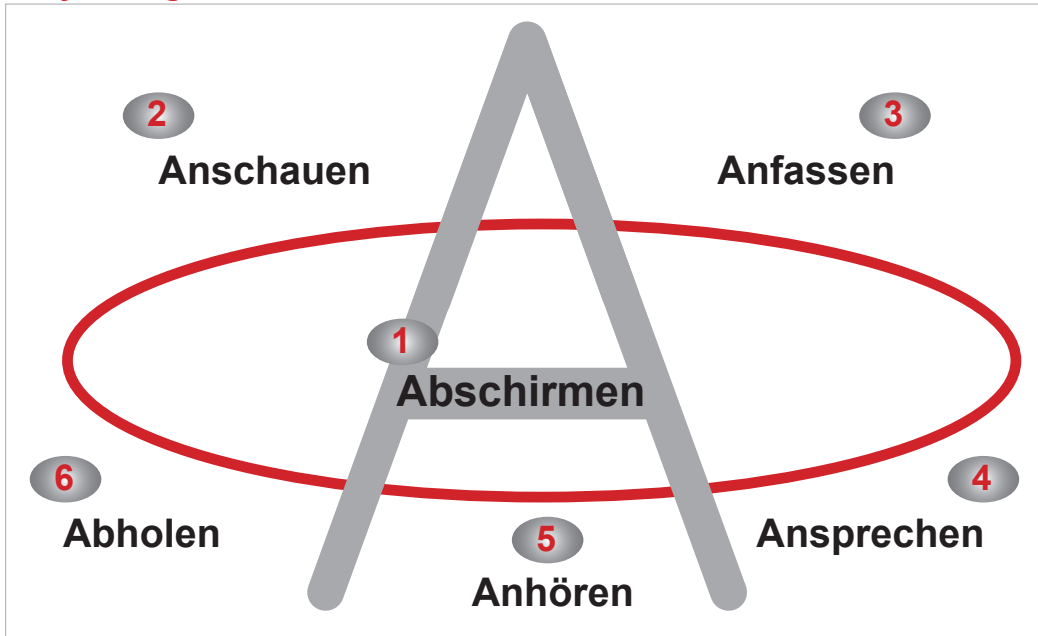 2
Anschauen
3
Anfassen
1
Abschirmen
6
Abholen
5
Anhören
4
Ansprechen